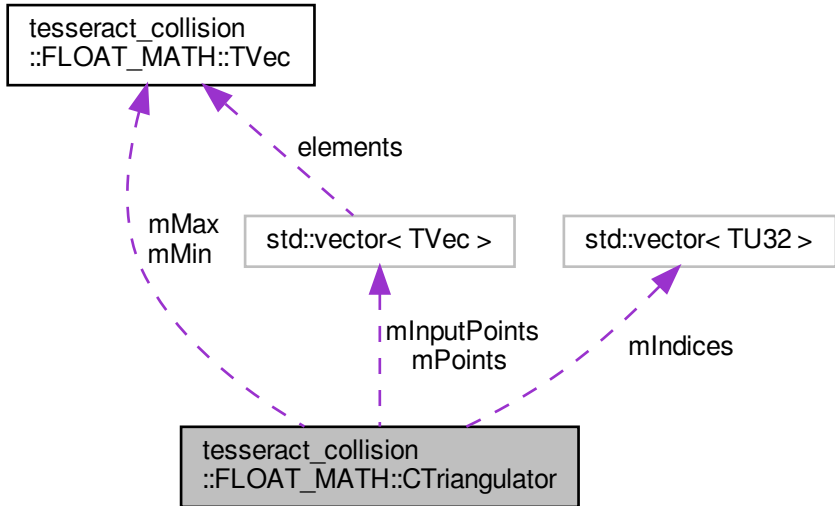 tesseract_collision
::FLOAT_MATH::TVec
elements
mMax
mMin
std::vector< TVec >
std::vector< TU32 >
mInputPoints
mPoints
mIndices
tesseract_collision
::FLOAT_MATH::CTriangulator